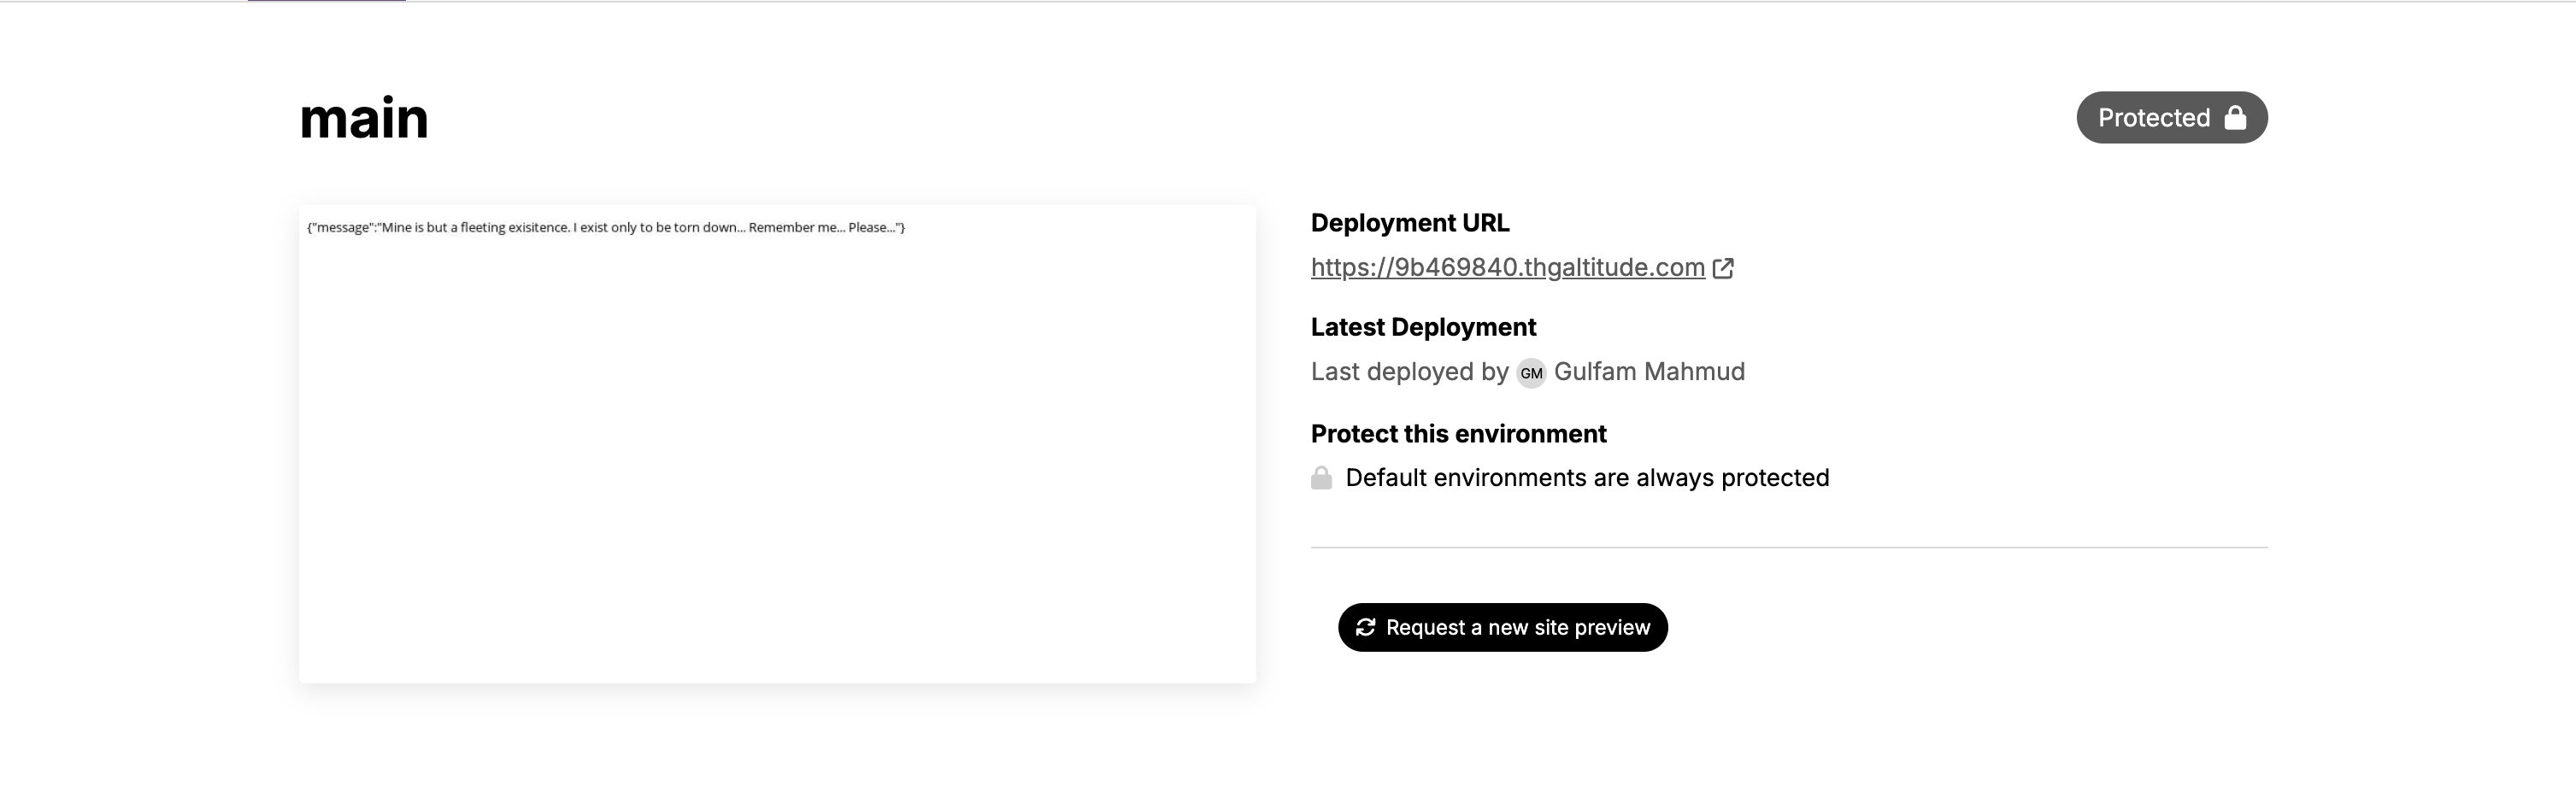 main
Protected
{"message":"Mine is but a fleeting exisitence. I exist only to be torn down... Remember me... Please..."}
Deployment URL
https://9b469840.thgaltitude.com
Latest Deployment
Last deployed by GM Gulfam Mahmud
Protect this environment
Default environments are always protected
Request a new site preview